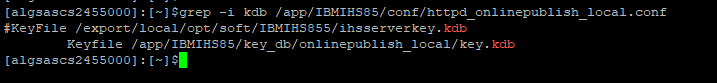 [algsascs2455000]:[~]$grep -i kdb /app/IBMIHS85/conf/httpd_onlinepublish_local.conf
#KeyFile /export/local/opt/soft/IBMIHS855/ihsserverkey.kdb
Keyfile /app/IBMIHS85/key_db/onlinepublish_local/key.kdb
[algsascs2455000]:[~]$